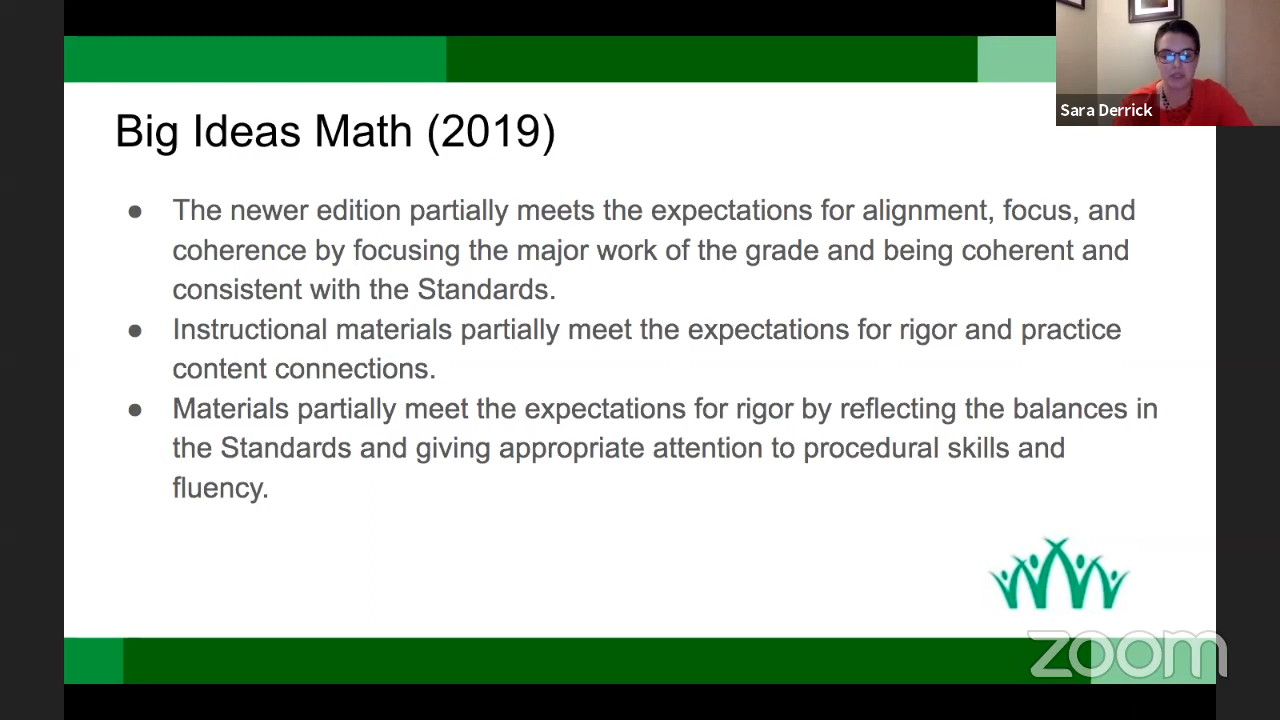 Sara Derrick
Big Ideas Math (2019)
● The newer edition partially meets the expectations for alignment, focus, and
coherence by focusing the major work of the grade and being coherent and
consistent with the Standards.
● Instructional materials partially meet the expectations for rigor and practice
content connections.
● Materials partially meet the expectations for rigor by reflecting the balances in
the Standards and giving appropriate attention to procedural skills and
fluency.
zoom